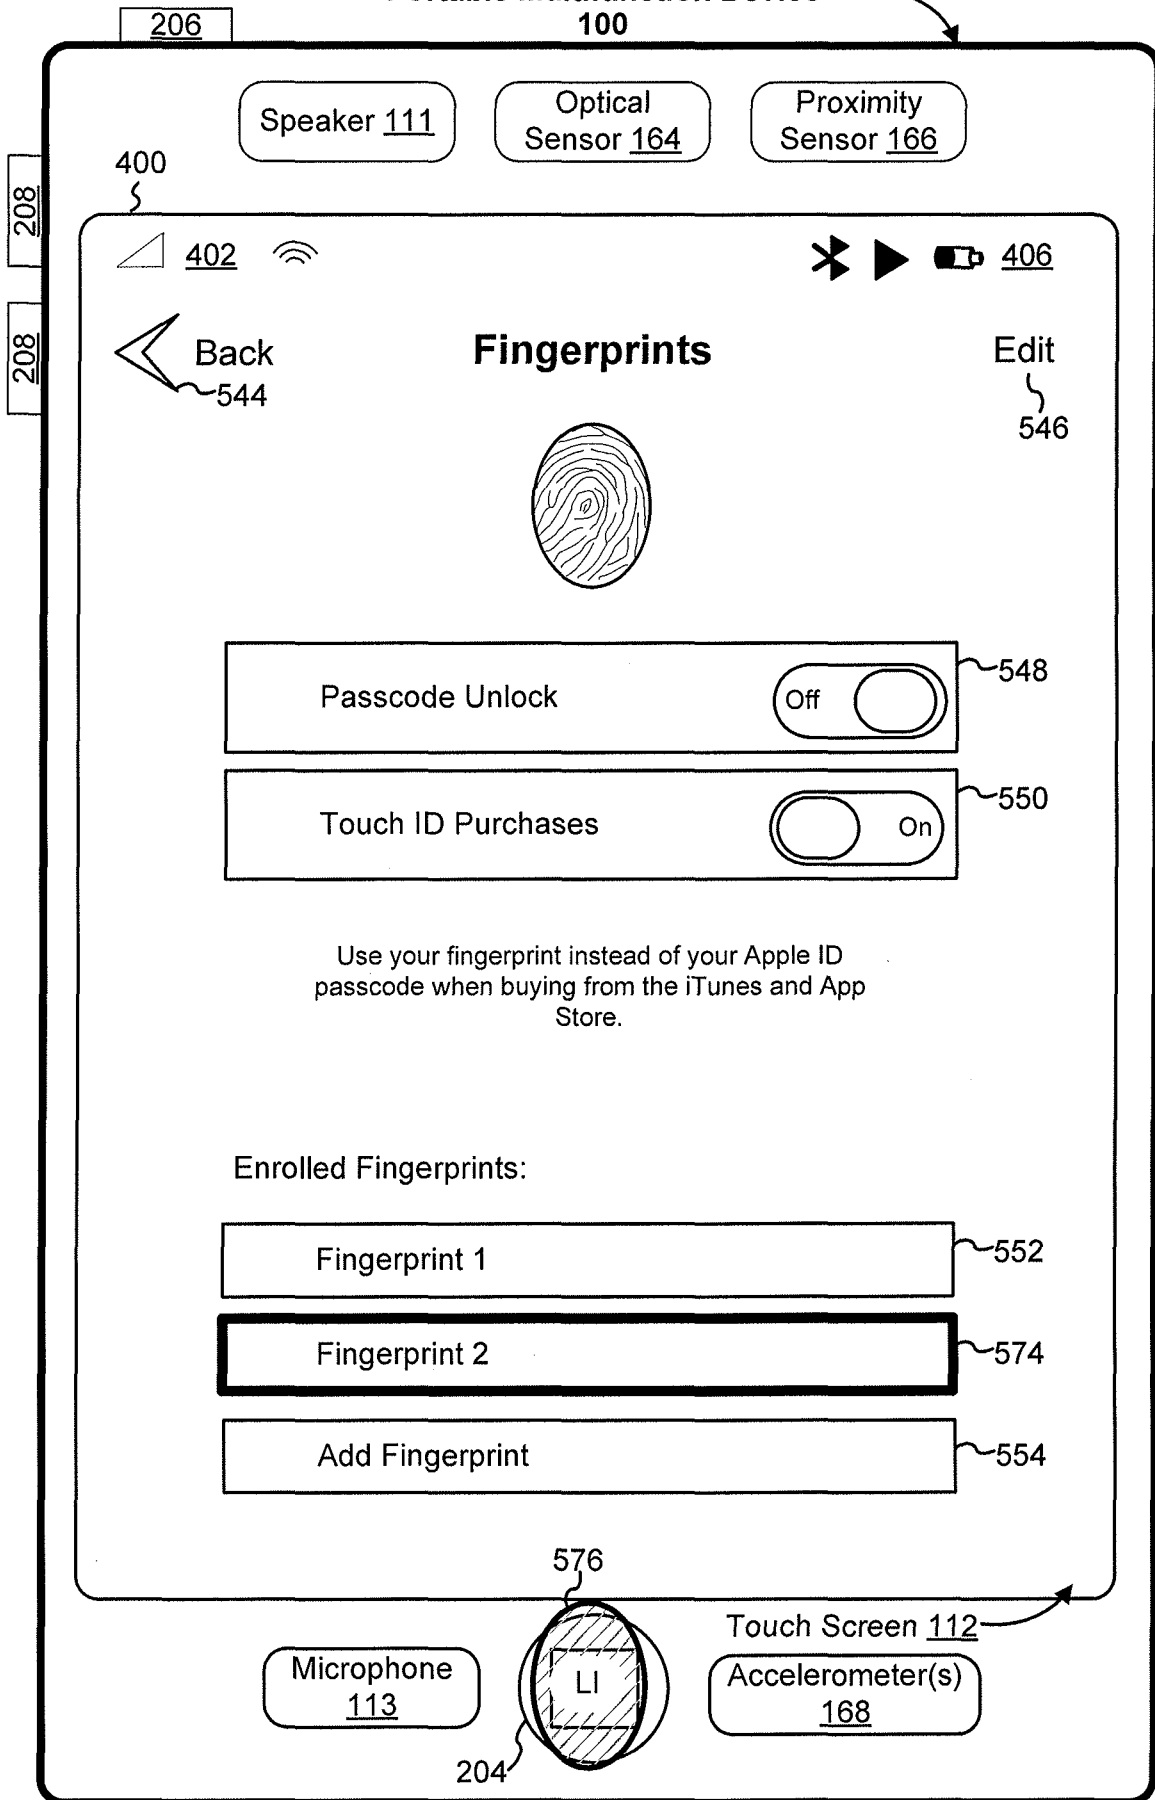 206
100
Speaker 111
Optical
Sensor 164
Proximity
Sensor 166
400
208
402
406
208
Back
Fingerprints
Edit
544
546
Passcode Unlock
Off
548
Touch ID Purchases
On
550
Use your fingerprint instead of your Apple ID
passcode when buying from the iTunes and App
Store.
Enrolled Fingerprints:
Fingerprint 1
552
Fingerprint 2
574
Add Fingerprint
554
576
Touch Screen 112
Microphone
113
LI
Accelerometer(s)
168
204